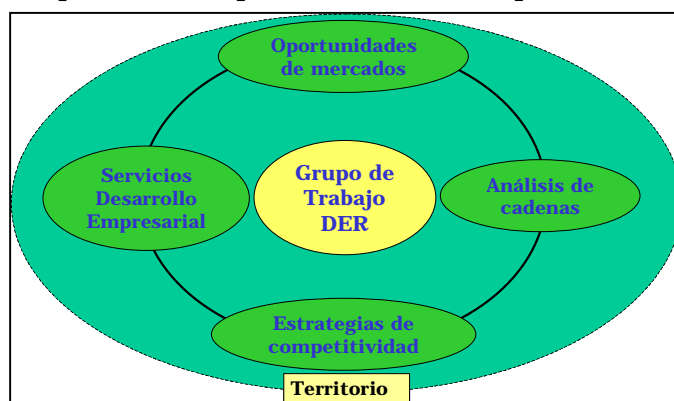 Oportunidades
de mercados
Servicios
Desarrollo
Empresarial
Grupo de
Trabajo
DER
Análisis de
cadenas
Estrategias de
competitividad
Territorio